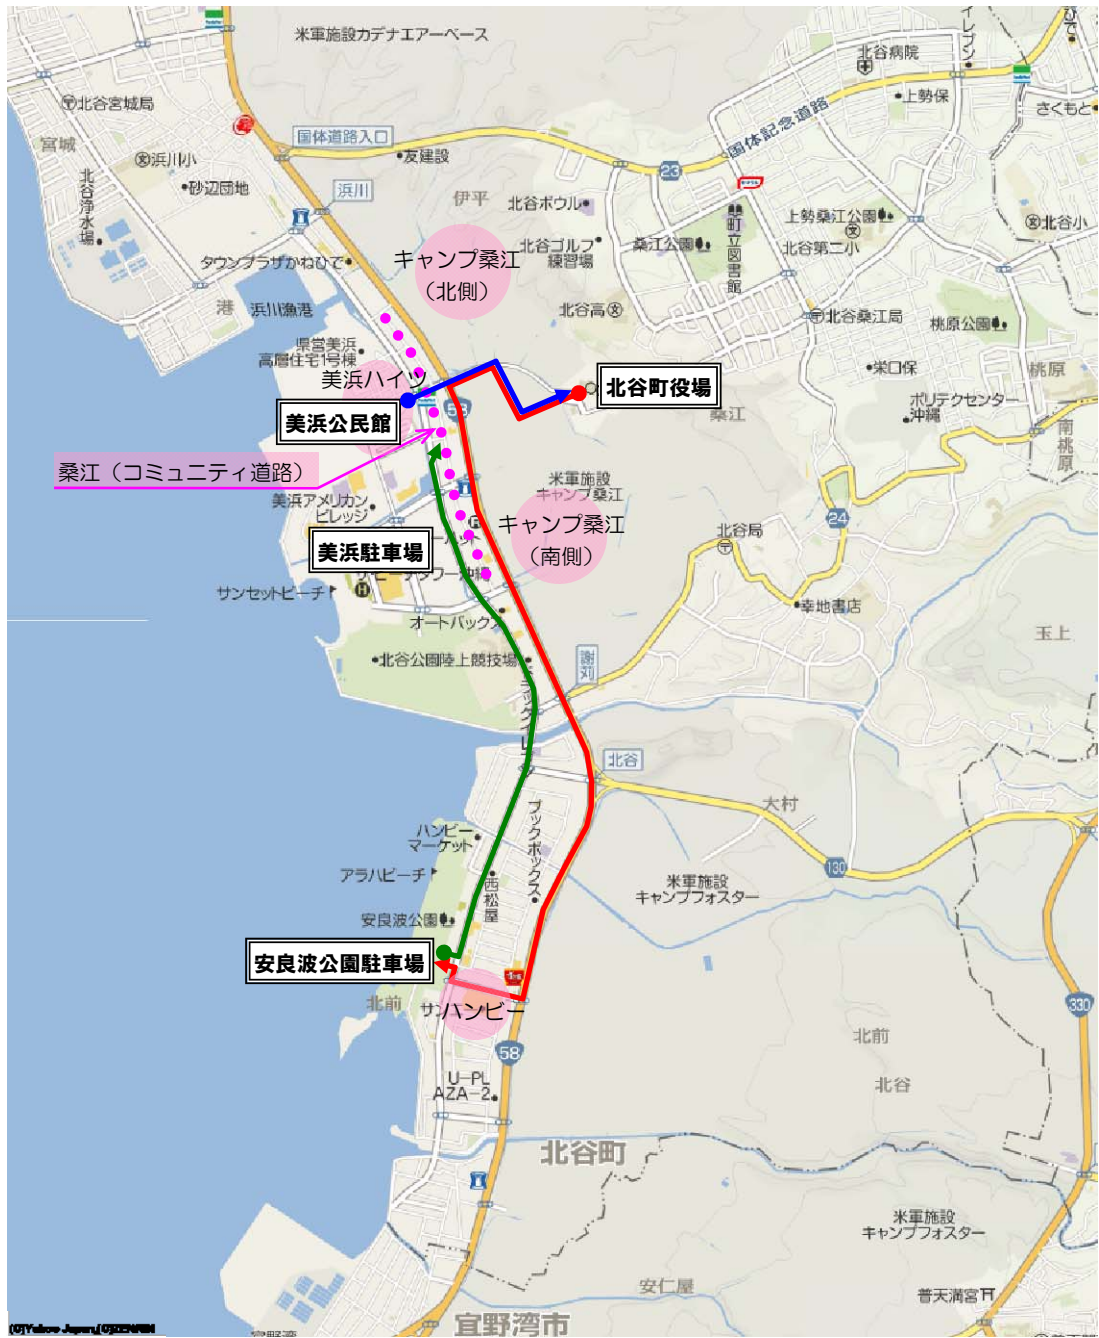 米軍施設カデナエアーベース
北谷病院
上勢保
さくもと
北谷宮城局
国体道路入口
国体記念道路
宮城
浜川小
友建設
23
砂辺団地
浜川
北谷浄水場
伊平
北谷ボウル
町立図書館
上勢桑江公園
北谷小
キャンプ桑江
(北側)
北谷ゴルフ
練習場
桑江公園
北谷第二小
タウンプラザかねひで
港
浜川漁港
北谷高
北谷桑江局
桃原公園
県営美浜
高層住宅1号棟
美浜ハイツ
栄口保
桃原
北谷町役場
美浜公民館
58
桑江
ポリテクセンター
沖縄
南桃原
桑江(コミュニティ道路)
米軍施設
キャンプ桑江
美浜アメリカン
ビレッジ
キャンプ桑江
(南側)
24
北谷局
美浜駐車場
サンセットビーチ
幸地書店
オートバックス
玉上
北谷公園陸上競技場
謝苅
北谷
大村
ブックボックス
ハンビー
マーケット
130
アラハビーチ
西松屋
米軍施設
キャンプフォスター
安良波公園
安良波公園駐車場
北前
ハンビー
330
58
北前
北谷
U-PL
AZA-2
北谷町
米軍施設
キャンプフォスター
安仁屋
普天満宮
宜野湾市
(C)Yahoo Japan,(C)ZENRIN